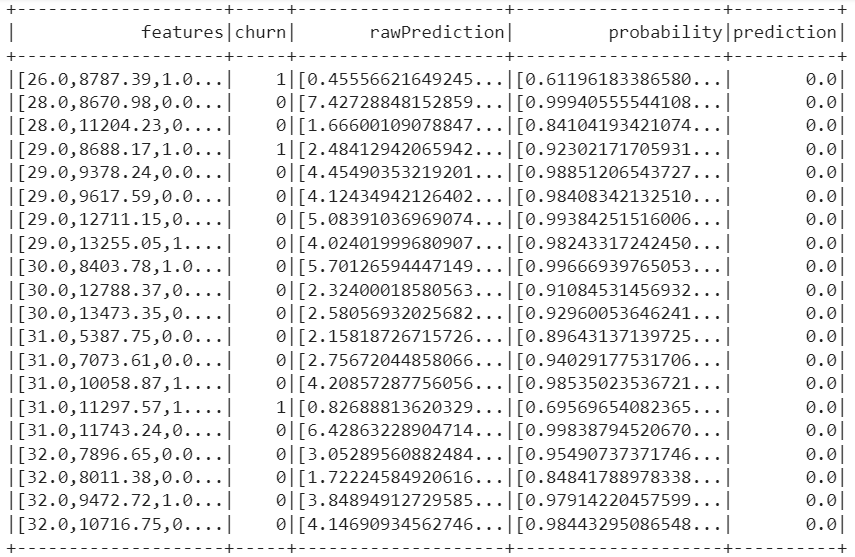 +--------------------+-----+--------------------+--------------------+----------+
|            features|churn|       rawPrediction|         probability|prediction|
+--------------------+-----+--------------------+--------------------+----------+
|[26.0,8787.39,1.0...|    1|[0.45556621649245...|[0.61196183386580...|       0.0|
|[28.0,8670.98,0.0...|    0|[7.42728848152859...|[0.99940555544108...|       0.0|
|[28.0,11204.23,0....|    0|[1.66600109078847...|[0.84104193421074...|       0.0|
|[29.0,8688.17,1.0...|    1|[2.48412942065942...|[0.92302171705931...|       0.0|
|[29.0,9378.24,0.0...|    0|[4.45490353219201...|[0.98851206543727...|       0.0|
|[29.0,9617.59,0.0...|    0|[4.12434942126402...|[0.98408342132510...|       0.0|
|[29.0,12711.15,0....|    0|[5.08391036969074...|[0.99384251516006...|       0.0|
|[29.0,13255.05,1....|    0|[4.02401999680907...|[0.98243317242450...|       0.0|
|[30.0,8403.78,1.0...|    0|[5.70126594447149...|[0.99666939765053...|       0.0|
|[30.0,12788.37,0....|    0|[2.32400018580563...|[0.91084531456932...|       0.0|
|[30.0,13473.35,0....|    0|[2.58056932025682...|[0.92960053646241...|       0.0|
|[31.0,5387.75,0.0...|    0|[2.15818726715726...|[0.89643137139725...|       0.0|
|[31.0,7073.61,0.0...|    0|[2.75672044858066...|[0.94029177531706...|       0.0|
|[31.0,10058.87,1....|    0|[4.20857287756056...|[0.98535023536721...|       0.0|
|[31.0,11297.57,1....|    1|[0.82688813620329...|[0.69569654082365...|       0.0|
|[31.0,11743.24,0....|    0|[6.42863228904714...|[0.99838794520670...|       0.0|
|[32.0,7896.65,0.0...|    0|[3.05289560882484...|[0.95490737371746...|       0.0|
|[32.0,8011.38,0.0...|    0|[1.72224584920616...|[0.84841788978338...|       0.0|
|[32.0,9472.72,1.0...|    0|[3.84894912729585...|[0.97914220457599...|       0.0|
|[32.0,10716.75,0....|    0|[4.14690934562746...|[0.98443295086548...|       0.0|
+--------------------+-----+--------------------+--------------------+----------+